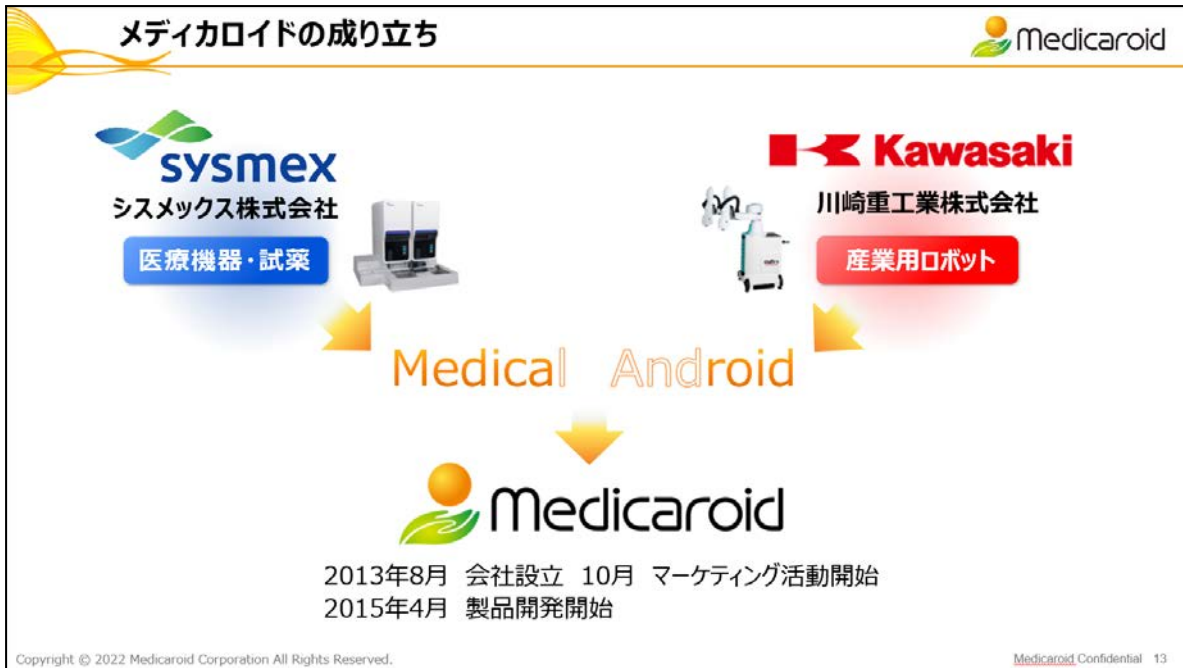 メディカロイドの成り立ち
Medicaroid
sysmex
シスメックス株式会社
医療機器・試薬
Kawasaki
川崎重工業株式会社
産業用ロボット
Medical Android
Medicaroid
2013年8月 会社設立 10月 マーケティング活動開始
2015年4月 製品開発開始
Copyright © 2022 Medicaroid Corporation All Rights Reserved.
Medicaroid Confidential 13